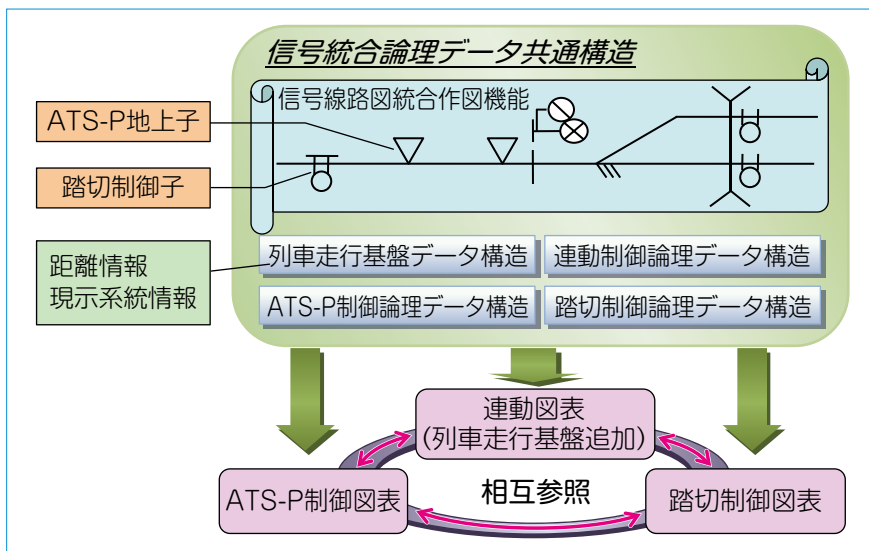 信号統合論理データ共通構造
信号線路図統合作図機能
ATS-P地上子
踏切制御子
距離情報
現示系統情報
列車走行基盤データ構造
連動制御論理データ構造
ATS-P制御論理データ構造
踏切制御論理データ構造
連動図表
(列車走行基盤追加)
相互参照
ATS-P制御図表
踏切制御図表